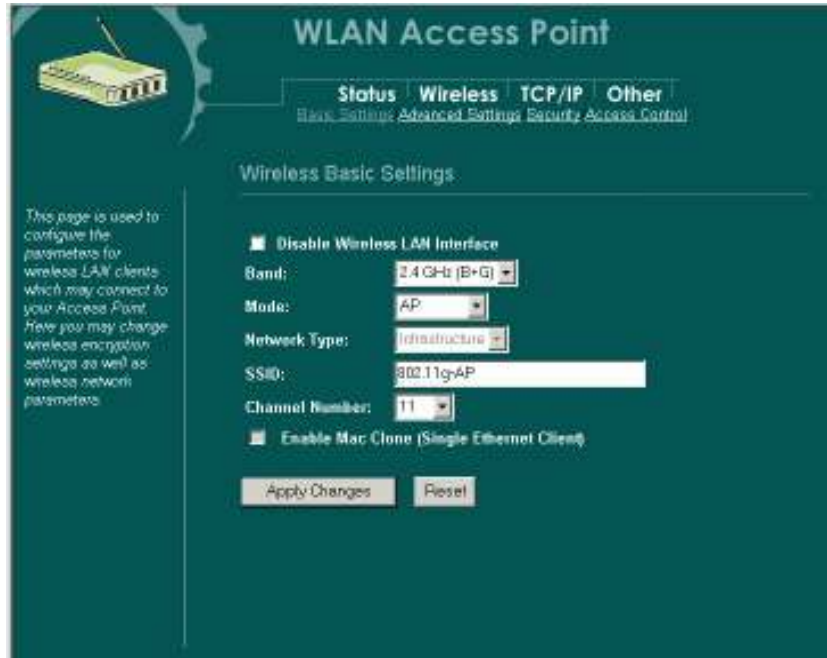 WLAN Access Point
Status Wireless TCP/IP Other
Basic Settings Advanced Settings Security Access Control
Wireless Basic Settings
This page is used to
configure the
parameters for
wireless LAN clients
which may connect to
your Access Point.
Here you may change
wireless encryption
settings as well as
wireless network
parameters.
Disable Wireless LAN Interface
Band: 2.4 GHz (B+G)
Mode: AP
Network Type: Infrastructure
SSID: 802.11g-AP
Channel Number: 11
Enable Mac Clone (Single Ethernet Client)
Apply Changes Reset